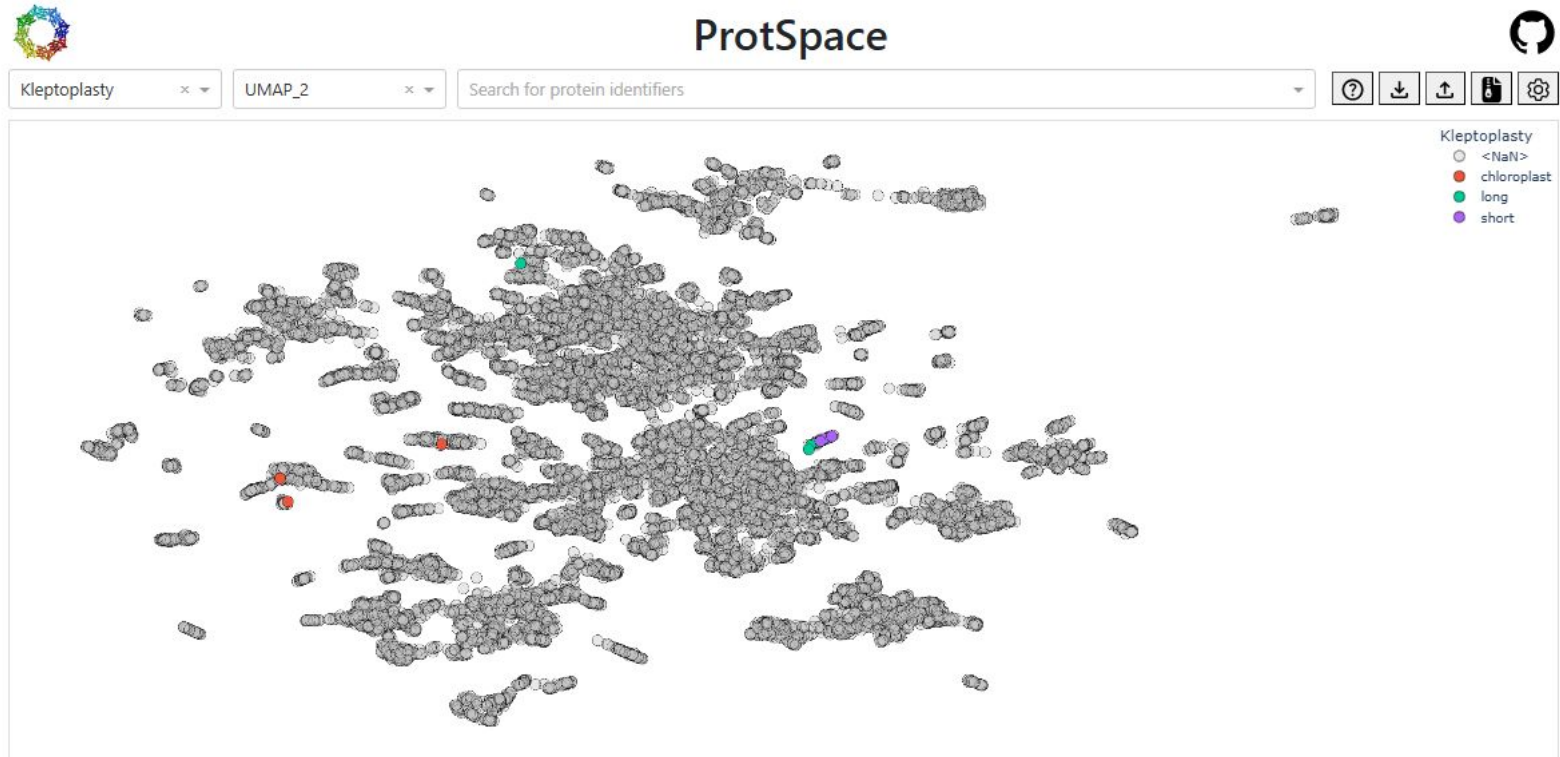 ProtSpace
Kleptoplasty × UMAP_2 × Search for protein identifiers
Kleptoplasty
<NaN>
chloroplast
long
short